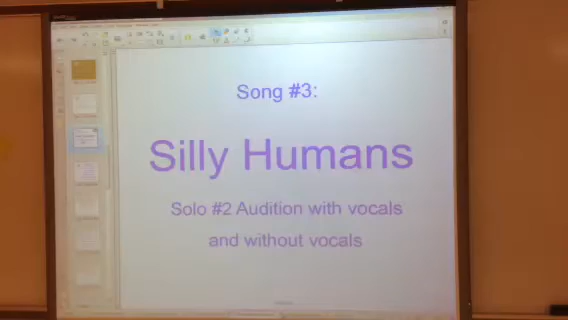 Song #3:
Silly Humans
Solo #2 Audition with vocals
and without vocals